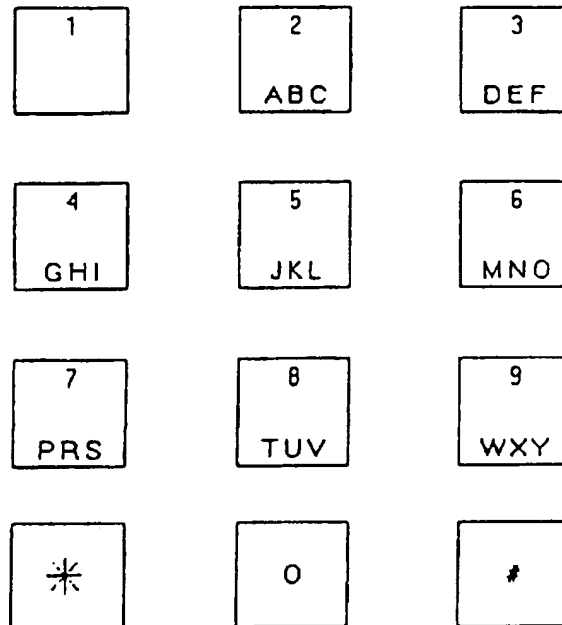 1 2 3
ABC DEF
4 5 6
GHI JKL MNO
7 8 9
PRS TUV WXY
* 0 #